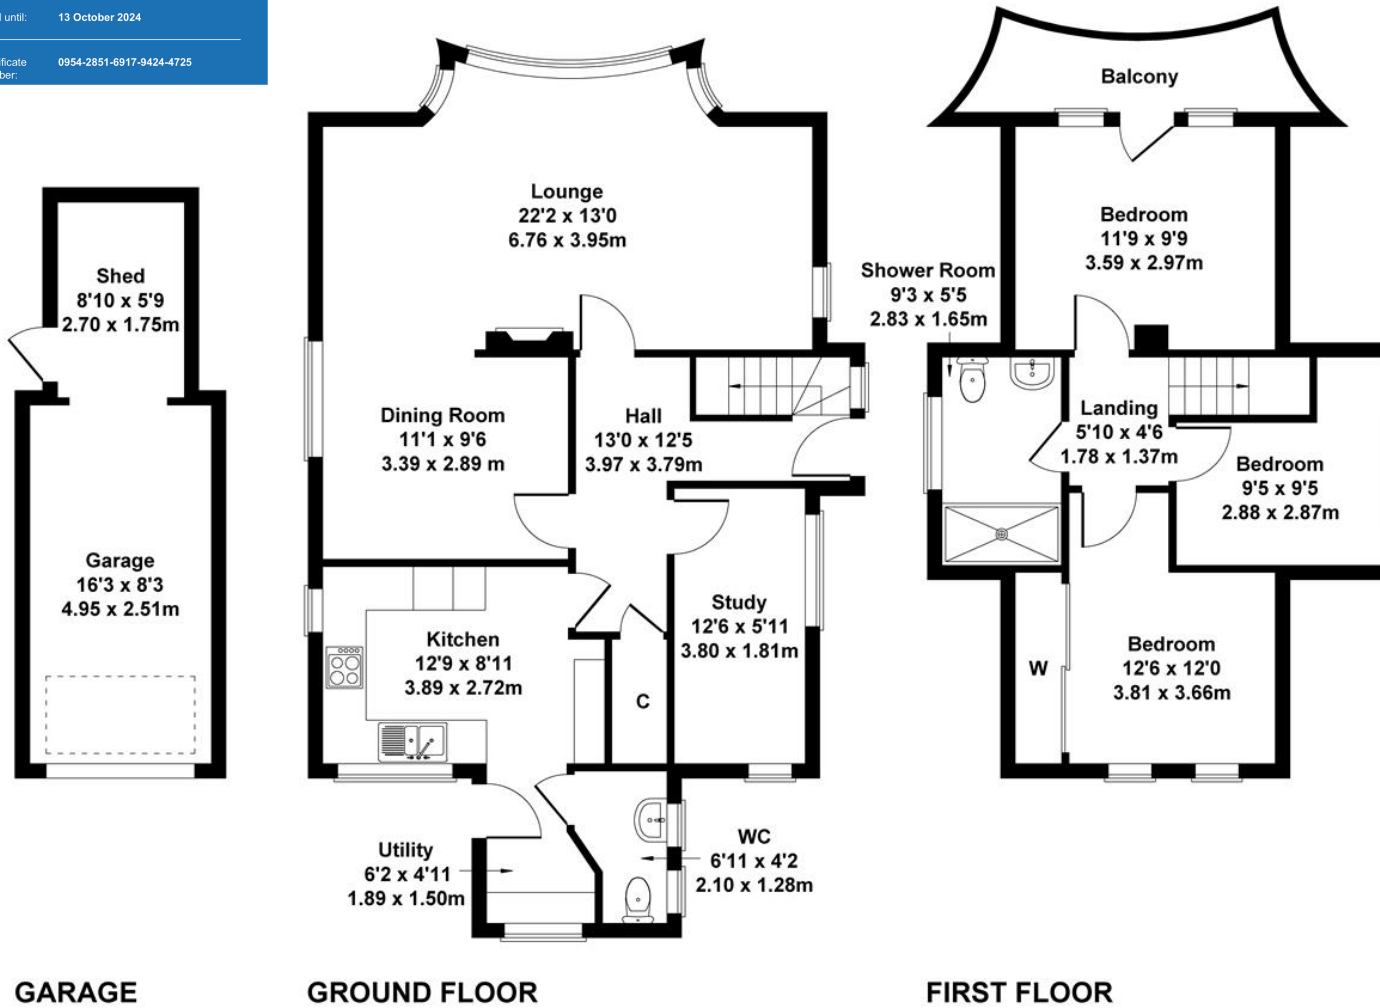 until:
13 October 2024
0954-2851-6917-9424-4725
Shed
8'10 x 5'9
2.70 x 1.75m
Garage
16'3 x 8'3
4.95 x 2.51m
GARAGE
Lounge
22'2 x 13'0
6.76 x 3.95m
Dining Room
11'1 x 9'6
3.39 x 2.89 m
Hall
13'0 x 12'5
3.97 x 3.79m
Kitchen
12'9 x 8'11
3.89 x 2.72m
C
Study
12'6 x 5'11
3.80 x 1.81m
Utility
6'2 x 4'11
1.89 x 1.50m
WC
6'11 x 4'2
2.10 x 1.28m
GROUND FLOOR
Balcony
Bedroom
11'9 x 9'9
3.59 x 2.97m
Shower Room
9'3 x 5'5
2.83 x 1.65m
Landing
5'10 x 4'6
1.78 x 1.37m
Bedroom
9'5 x 9'5
2.88 x 2.87m
W
Bedroom
12'6 x 12'0
3.81 x 3.66m
FIRST FLOOR